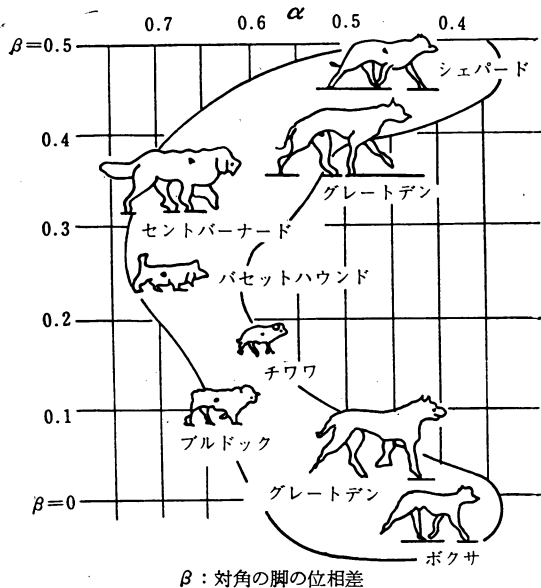 α
0.7 0.6 0.5 0.4
β=0.5
シェパード
0.4
グレートデン
0.3
セントバーナード
バセットハウンド
0.2
チワワ
0.1
ブルドック
グレートデン
β=0
ボクサ
β：対角の脚の位相差